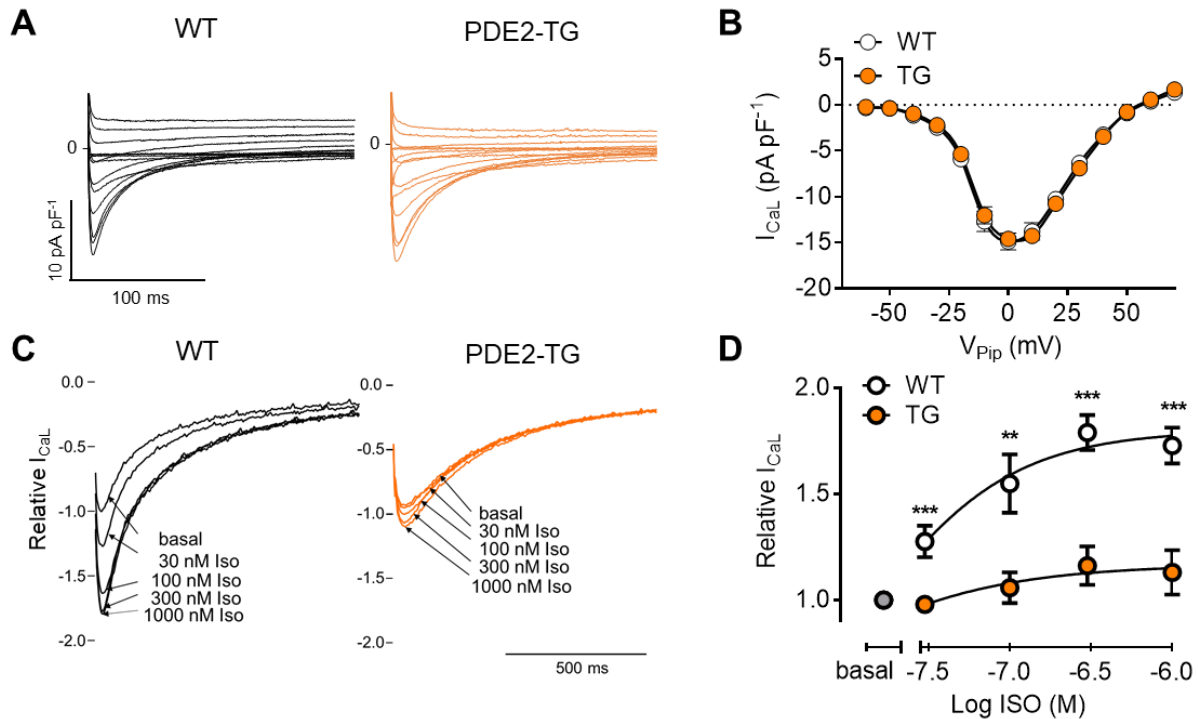 A
WT
PDE2-TG
0
0
10 pA pF⁻¹
100 ms
B
WT
TG
5
0
-5
-10
-15
-20
I_CaL (pA pF⁻¹)
-50
-25
0
25
50
V_Pip (mV)
C
WT
PDE2-TG
0.0
-0.5
-1.0
-1.5
-2.0
Relative I_CaL
basal
30 nM Iso
100 nM Iso
300 nM Iso
1000 nM Iso
0.0
-0.5
-1.0
-1.5
-2.0
basal
30 nM Iso
100 nM Iso
300 nM Iso
1000 nM Iso
500 ms
D
WT
TG
2.0
1.5
1.0
Relative I_CaL
***
**
***
***
basal
-7.5
-7.0
-6.5
-6.0
Log ISO (M)